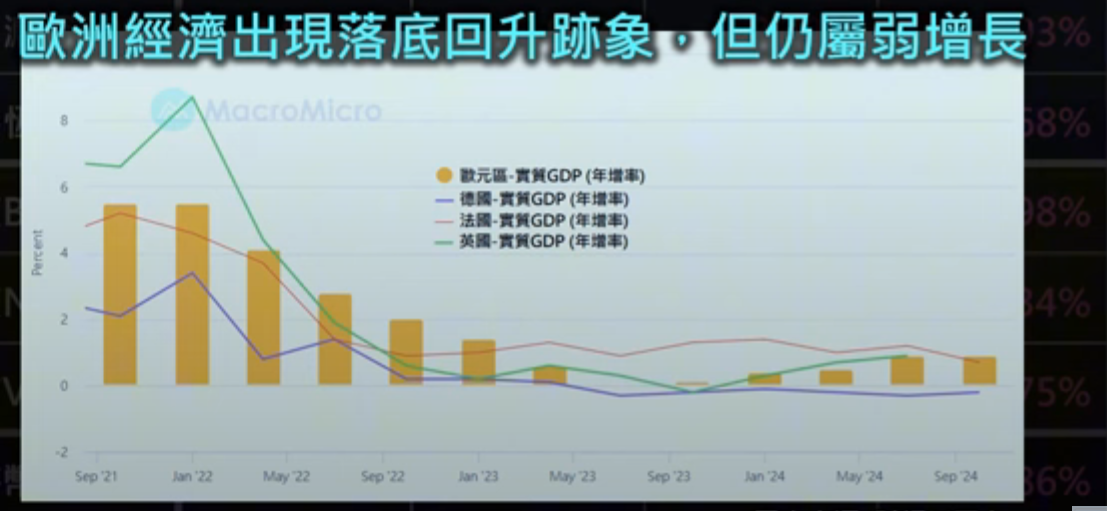 歐洲經濟出現落底回升跡象，但仍屬弱增長
MacroMicro
歐元區-實質GDP (年增率)
德國-實質GDP (年增率)
法國-實質GDP (年增率)
英國-實質GDP (年增率)
Percent
8
6
4
2
0
-2
Sep '21 Jan '22 May '22 Sep '22 Jan '23 May '23 Sep '23 Jan '24 May '24 Sep '24
93%
68%
98%
84%
75%
86%